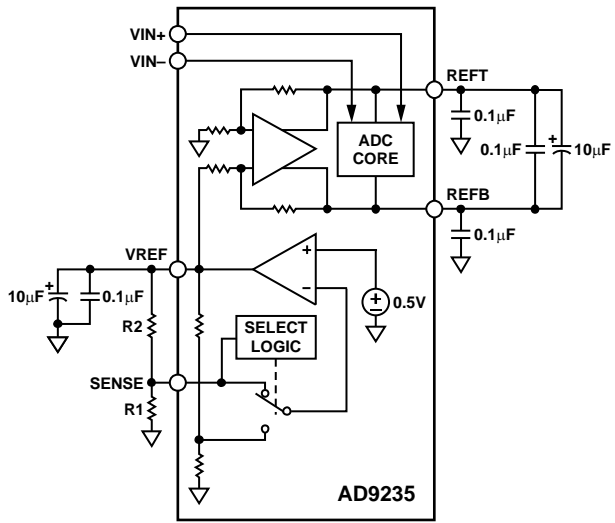 VIN+
VIN–
REFT
0.1μF
ADC
CORE
0.1μF
+
10μF
REFB
0.1μF
VREF
+
–
+
10μF
0.1μF
R2
0.5V
SELECT
LOGIC
SENSE
R1
AD9235